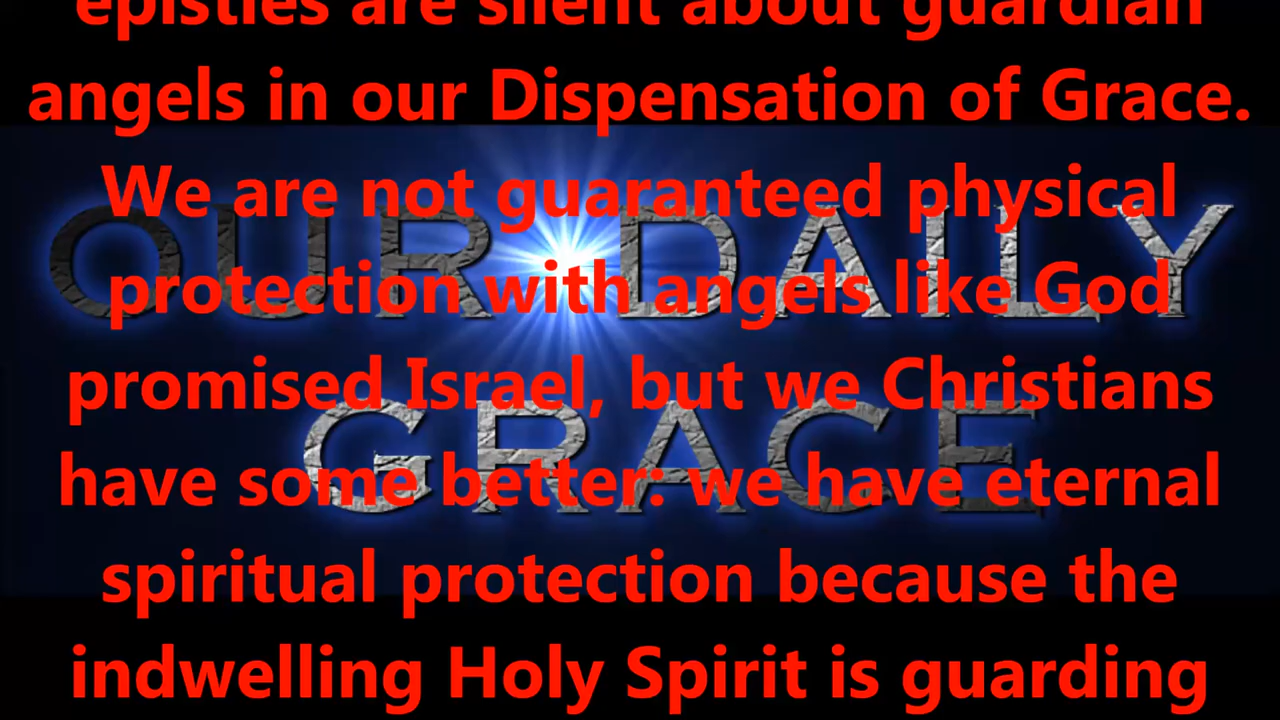 epistles are silent about guardian
angels in our Dispensation of Grace.
We are not guaranteed physical
protection with angels like God
promised Israel, but we Christians
have some better: we have eternal
spiritual protection because the
indwelling Holy Spirit is guarding
OUR DAILY
GRACE